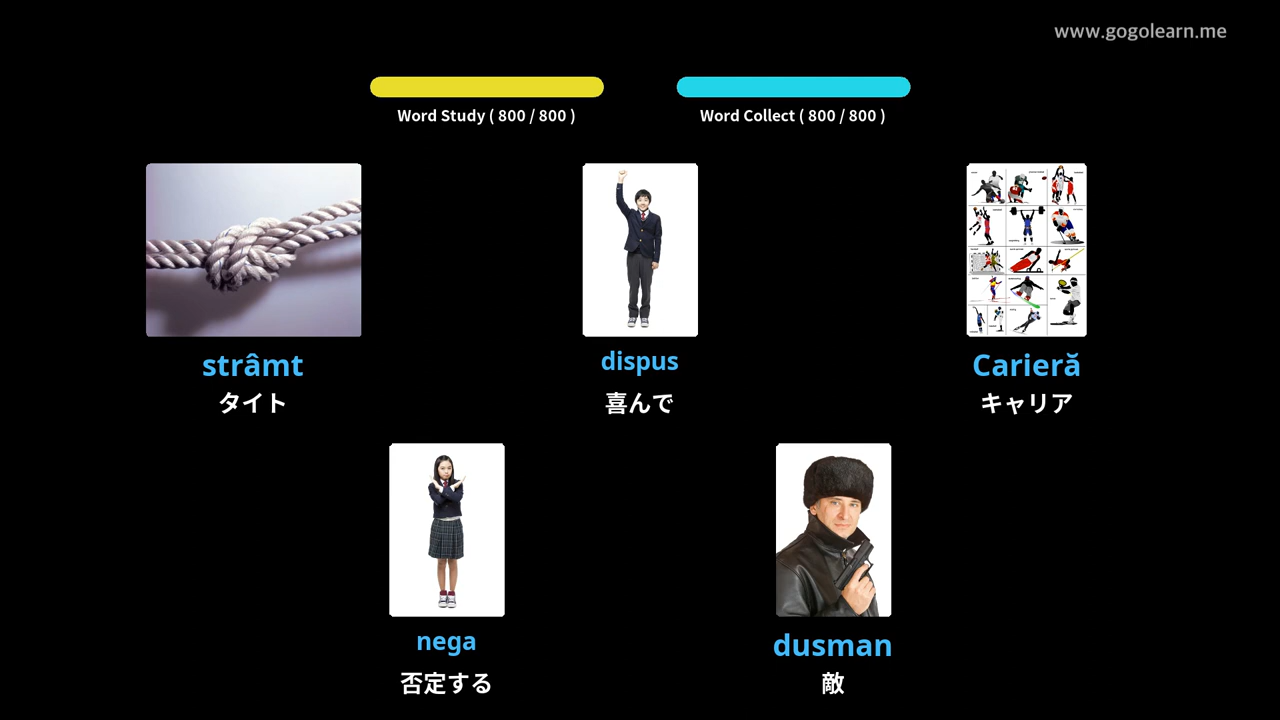 www.gogolearn.me
Word Study ( 800 / 800 )
Word Collect ( 800 / 800 )
strâmt
タイト
dispus
喜んで
Carieră
キャリア
nega
否定する
dusman
敵